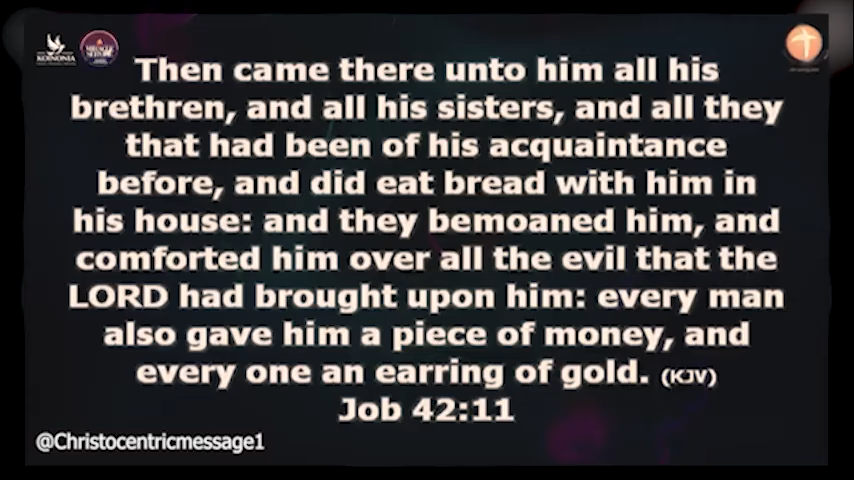 KOINONIA
MIRACLE
Then came there unto him all his
brethren, and all his sisters, and all they
that had been of his acquaintance
before, and did eat bread with him in
his house: and they bemoaned him, and
comforted him over all the evil that the
LORD had brought upon him: every man
also gave him a piece of money, and
every one an earring of gold. (KJV)
Job 42:11
@Christocentricmessage1